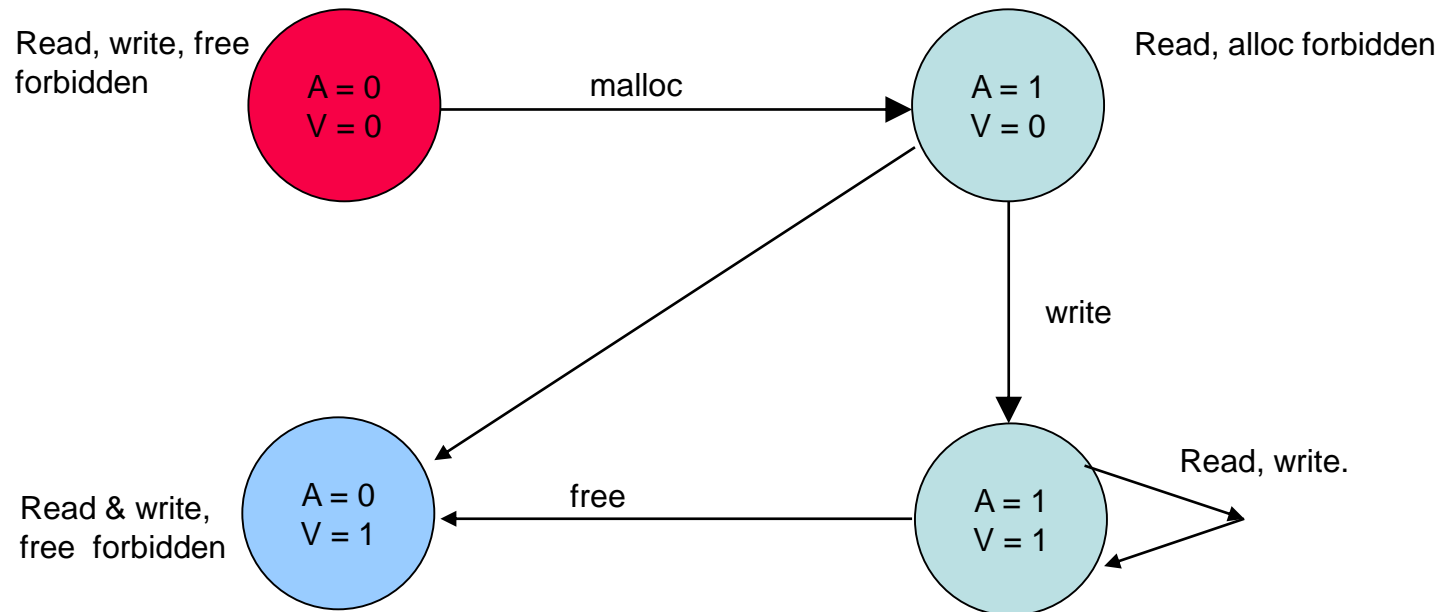 Read, write, free
forbidden
A = 0
V = 0
malloc
A = 1
V = 0
Read, alloc forbidden
write
Read & write,
free  forbidden
A = 0
V = 1
free
A = 1
V = 1
Read, write.